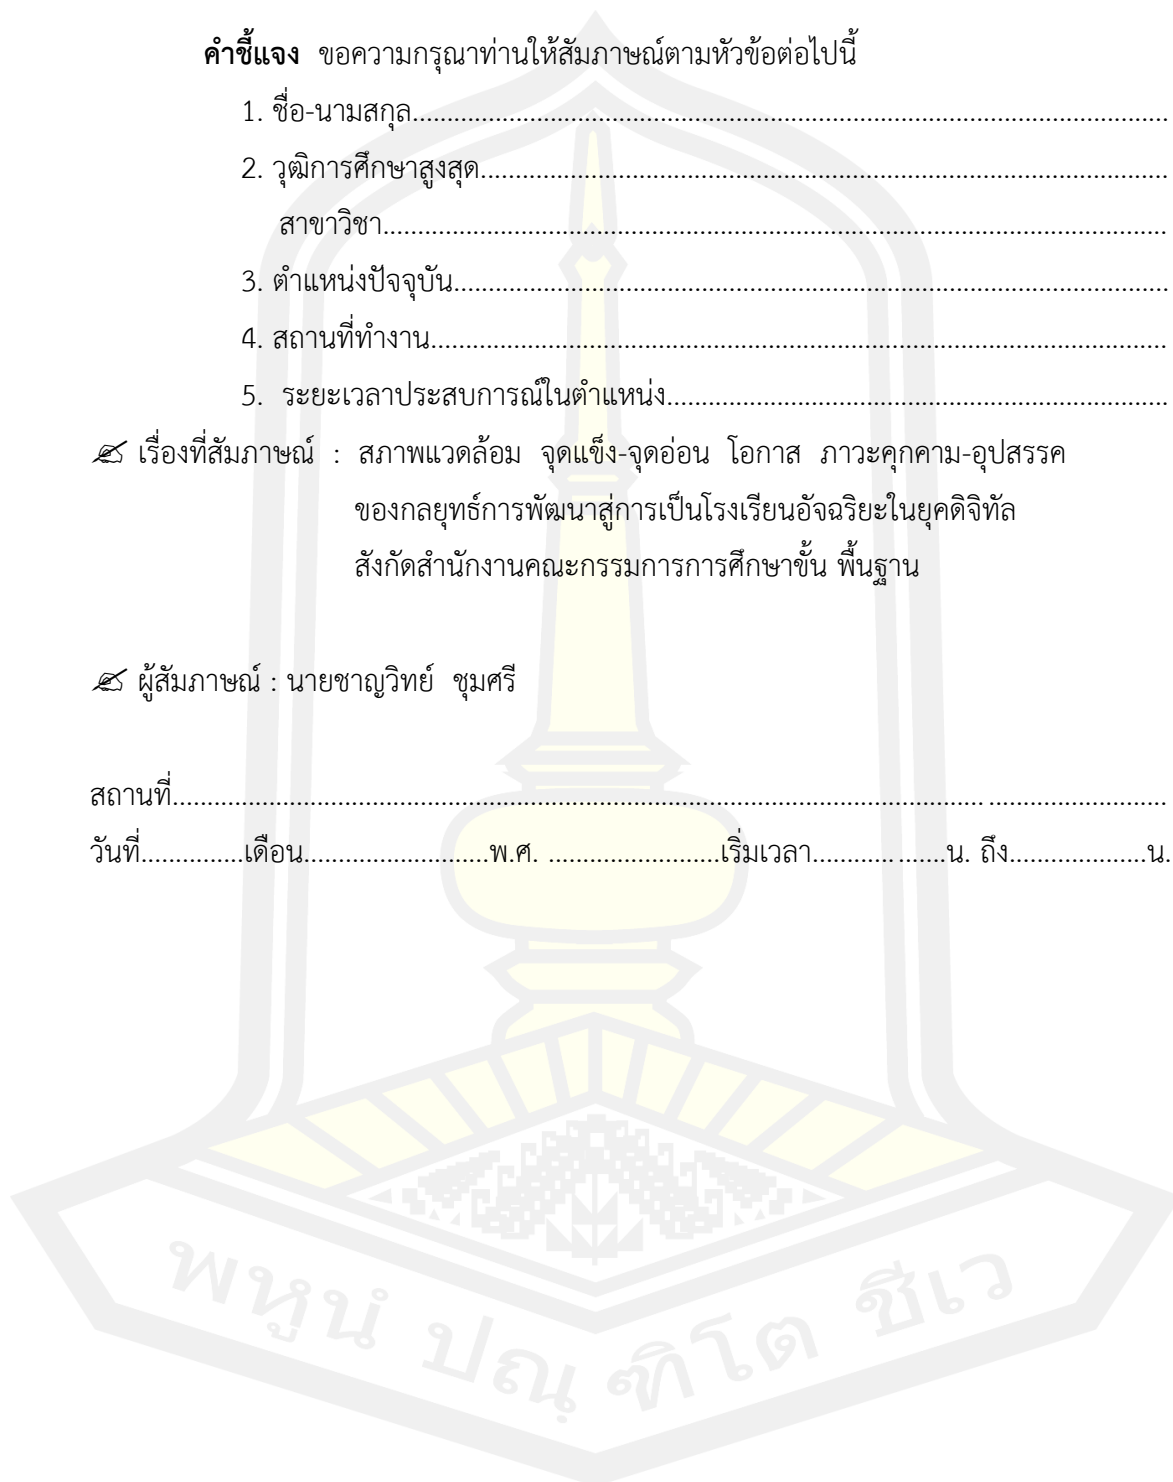 คำชี้แจง ขอความกรุณาท่านให้สัมภาษณ์ตามหัวข้อต่อไปนี้
1. ชื่อ-นามสกุล.............................................................................................................
2. วุฒิการศึกษาสูงสุด...................................................................................................
สาขาวิชา.................................................................................................................
3. ตำแหน่งปัจจุบัน.......................................................................................................
4. สถานที่ทำงาน..........................................................................................................
5. ระยะเวลาประสบการณ์ในตำแหน่ง.........................................................................
เรื่องที่สัมภาษณ์ : สภาพแวดล้อม จุดแข็ง-จุดอ่อน โอกาส ภาวะคุกคาม-อุปสรรค
ของกลยุทธ์การพัฒนาสู่การเป็นโรงเรียนอัจฉริยะในยุคดิจิทัล
สังกัดสำนักงานคณะกรรมการการศึกษาขั้น พื้นฐาน
ผู้สัมภาษณ์ : นายชาญวิทย์ ชุมศรี
สถานที่..................................................................................................................... ..........................
วันที่...............เดือน...........................พ.ศ. .........................เริ่มเวลา............ .......น. ถึง....................น.
พหูนํ ปณฺฑิโต ชีเว